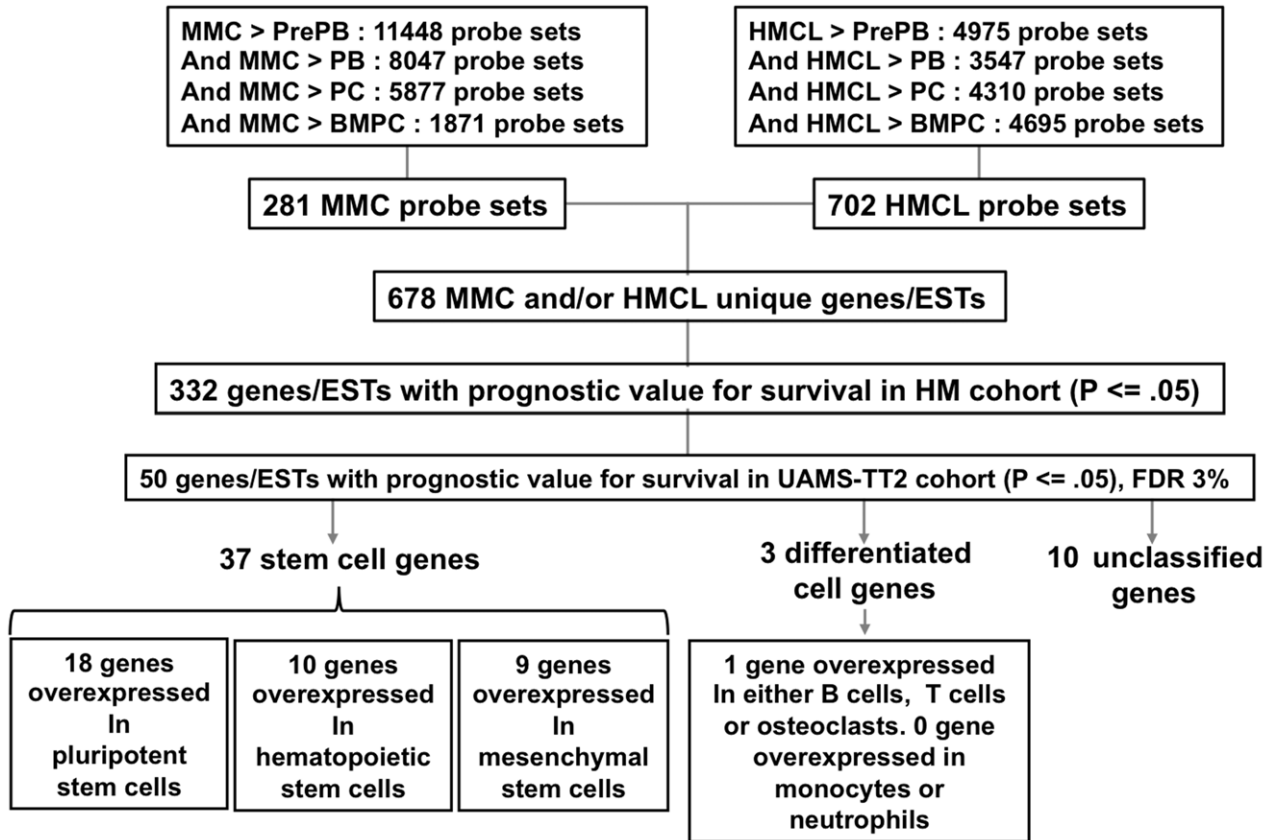 MMC > PrePB : 11448 probe sets
And MMC > PB : 8047 probe sets
And MMC > PC : 5877 probe sets
And MMC > BMPC : 1871 probe sets
HMCL > PrePB : 4975 probe sets
And HMCL > PB : 3547 probe sets
And HMCL > PC : 4310 probe sets
And HMCL > BMPC : 4695 probe sets
281 MMC probe sets
702 HMCL probe sets
678 MMC and/or HMCL unique genes/ESTs
332 genes/ESTs with prognostic value for survival in HM cohort (P <= .05)
50 genes/ESTs with prognostic value for survival in UAMS-TT2 cohort (P <= .05), FDR 3%
37 stem cell genes
3 differentiated
cell genes
10 unclassified
genes
18 genes
overexpressed
In
pluripotent
stem cells
10 genes
overexpressed
In
hematopoietic
stem cells
9 genes
overexpressed
In
mesenchymal
stem cells
1 gene overexpressed
In either B cells, T cells
or osteoclasts. 0 gene
overexpressed in
monocytes or
neutrophils